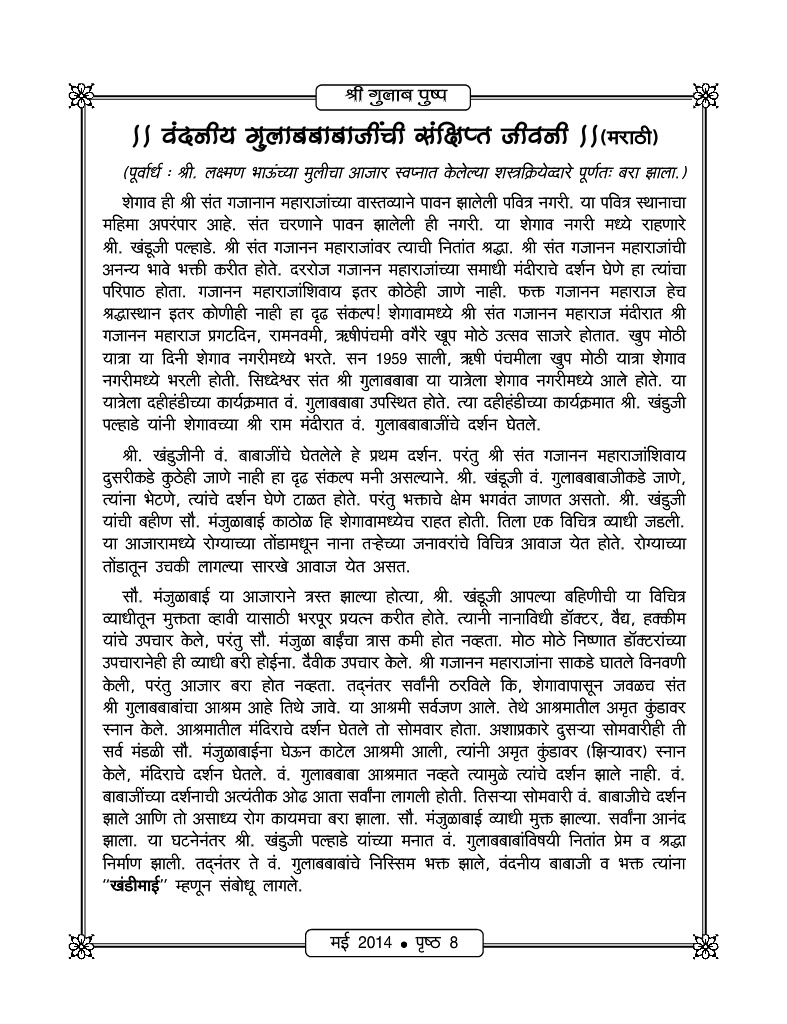 श्री गुलाब पुष्प
।। वंदनीय गुलाबबाबाजींची संक्षिप्त जीवनी ।।(मराठी)
(पूर्वार्ध : श्री. लक्ष्मण भाऊंच्या मुलीचा आजार स्वप्नात केलेल्या शस्त्रक्रियेव्दारे पूर्णतः बरा झाला.)
शेगाव ही श्री संत गजानान महाराजांच्या वास्तव्याने पावन झालेली पवित्र नगरी. या पवित्र स्थानाचा
महिमा अपरंपार आहे. संत चरणाने पावन झालेली ही नगरी. या शेगाव नगरी मध्ये राहणारे
श्री. खंडूजी पल्हाडे. श्री संत गजानन महाराजांवर त्याची नितांत श्रद्धा. श्री संत गजानन महाराजांची
अनन्य भावे भक्ती करीत होते. दररोज गजानन महाराजांच्या समाधी मंदीराचे दर्शन घेणे हा त्यांचा
परिपाठ होता. गजानन महाराजांशिवाय इतर कोठेही जाणे नाही. फक्त गजानन महाराज हेच
श्रद्धास्थान इतर कोणीही नाही हा दृढ संकल्प! शेगावामध्ये श्री संत गजानन महाराज मंदीरात श्री
गजानन महाराज प्रगटदिन, रामनवमी, ऋषीपंचमी वगैरे खूप मोठे उत्सव साजरे होतात. खुप मोठी
यात्रा या दिनी शेगाव नगरीमध्ये भरते. सन 1959 साली, ऋषी पंचमीला खुप मोठी यात्रा शेगाव
नगरीमध्ये भरली होती. सिध्देश्वर संत श्री गुलाबबाबा या यात्रेला शेगाव नगरीमध्ये आले होते. या
यात्रेला दहीहंडीच्या कार्यक्रमात वं. गुलाबबाबा उपस्थित होते. त्या दहीहंडीच्या कार्यक्रमात श्री. खंडुजी
पल्हाडे यांनी शेगावच्या श्री राम मंदीरात वं. गुलाबबाबाजींचे दर्शन घेतले.
श्री. खंडुजीनी वं. बाबाजींचे घेतलेले हे प्रथम दर्शन. परंतु श्री संत गजानन महाराजांशिवाय
दुसरीकडे कुठेही जाणे नाही हा दृढ संकल्प मनी असल्याने. श्री. खंडूजी वं. गुलाबबाबाजीकडे जाणे,
त्यांना भेटणे, त्यांचे दर्शन घेणे टाळत होते. परंतु भक्ताचे क्षेम भगवंत जाणत असतो. श्री. खंडुजी
यांची बहीण सौ. मंजुळाबाई काठोळ हि शेगावामध्येच राहत होती. तिला एक विचित्र व्याधी जडली.
या आजारामध्ये रोग्याच्या तोंडामधून नाना तऱ्हेच्या जनावरांचे विचित्र आवाज येत होते. रोग्याच्या
तोंडातून उचकी लागल्या सारखे आवाज येत असत.
सौ. मंजुळाबाई या आजाराने त्रस्त झाल्या होत्या, श्री. खंडूजी आपल्या बहिणीची या विचित्र
व्याधीतून मुक्तता व्हावी यासाठी भरपूर प्रयत्न करीत होते. त्यानी नानाविधी डॉक्टर, वैद्य, हक्कीम
यांचे उपचार केले, परंतु सौ. मंजुळा बाईंचा त्रास कमी होत नव्हता. मोठ मोठे निष्णात डॉक्टरांच्या
उपचारानेही ही व्याधी बरी होईना. दैवीक उपचार केले. श्री गजानन महाराजांना साकडे घातले विनवणी
केली, परंतु आजार बरा होत नव्हता. तद्नंतर सर्वांनी ठरविले कि, शेगावापासून जवळच संत
श्री गुलाबबाबांचा आश्रम आहे तिथे जावे. या आश्रमी सर्वजण आले. तेथे आश्रमातील अमृत कुंडावर
स्नान केले. आश्रमातील मंदिराचे दर्शन घेतले तो सोमवार होता. अशाप्रकारे दुसऱ्या सोमवारीही ती
सर्व मंडळी सौ. मंजुळाबाईना घेऊन काटेल आश्रमी आली, त्यांनी अमृत कुंडावर (झिऱ्यावर) स्नान
केले, मंदिराचे दर्शन घेतले. वं. गुलाबबाबा आश्रमात नव्हते त्यामुळे त्यांचे दर्शन झाले नाही. वं.
बाबाजींच्या दर्शनाची अत्यंतीक ओढ आता सर्वांना लागली होती. तिसऱ्या सोमवारी वं. बाबाजीचे दर्शन
झाले आणि तो असाध्य रोग कायमचा बरा झाला. सौ. मंजुळाबाई व्याधी मुक्त झाल्या. सर्वांना आनंद
झाला. या घटनेनंतर श्री. खंडुजी पल्हाडे यांच्या मनात वं. गुलाबबाबांविषयी नितांत प्रेम व श्रद्धा
निर्माण झाली. तद्नंतर ते वं. गुलाबबाबांचे निस्सिम भक्त झाले, वंदनीय बाबाजी व भक्त त्यांना
"खंडीमाई" म्हणून संबोधू लागले.
मई 2014 ● पृष्ठ 8